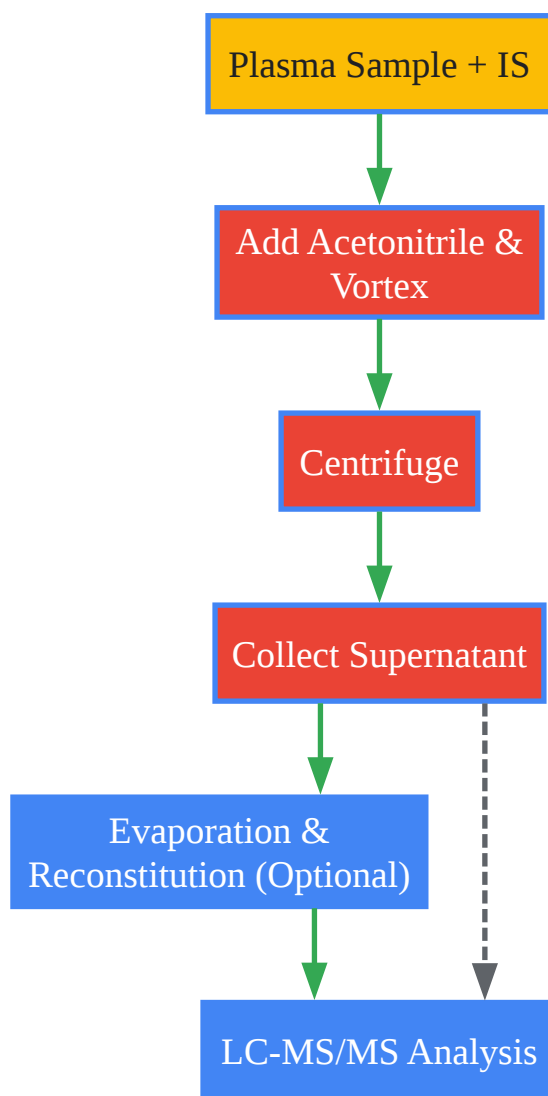 Plasma Sample + IS
Add Acetonitrile &
Vortex
Centrifuge
Collect Supernatant
Evaporation &
Reconstitution (Optional)
LC-MS/MS Analysis